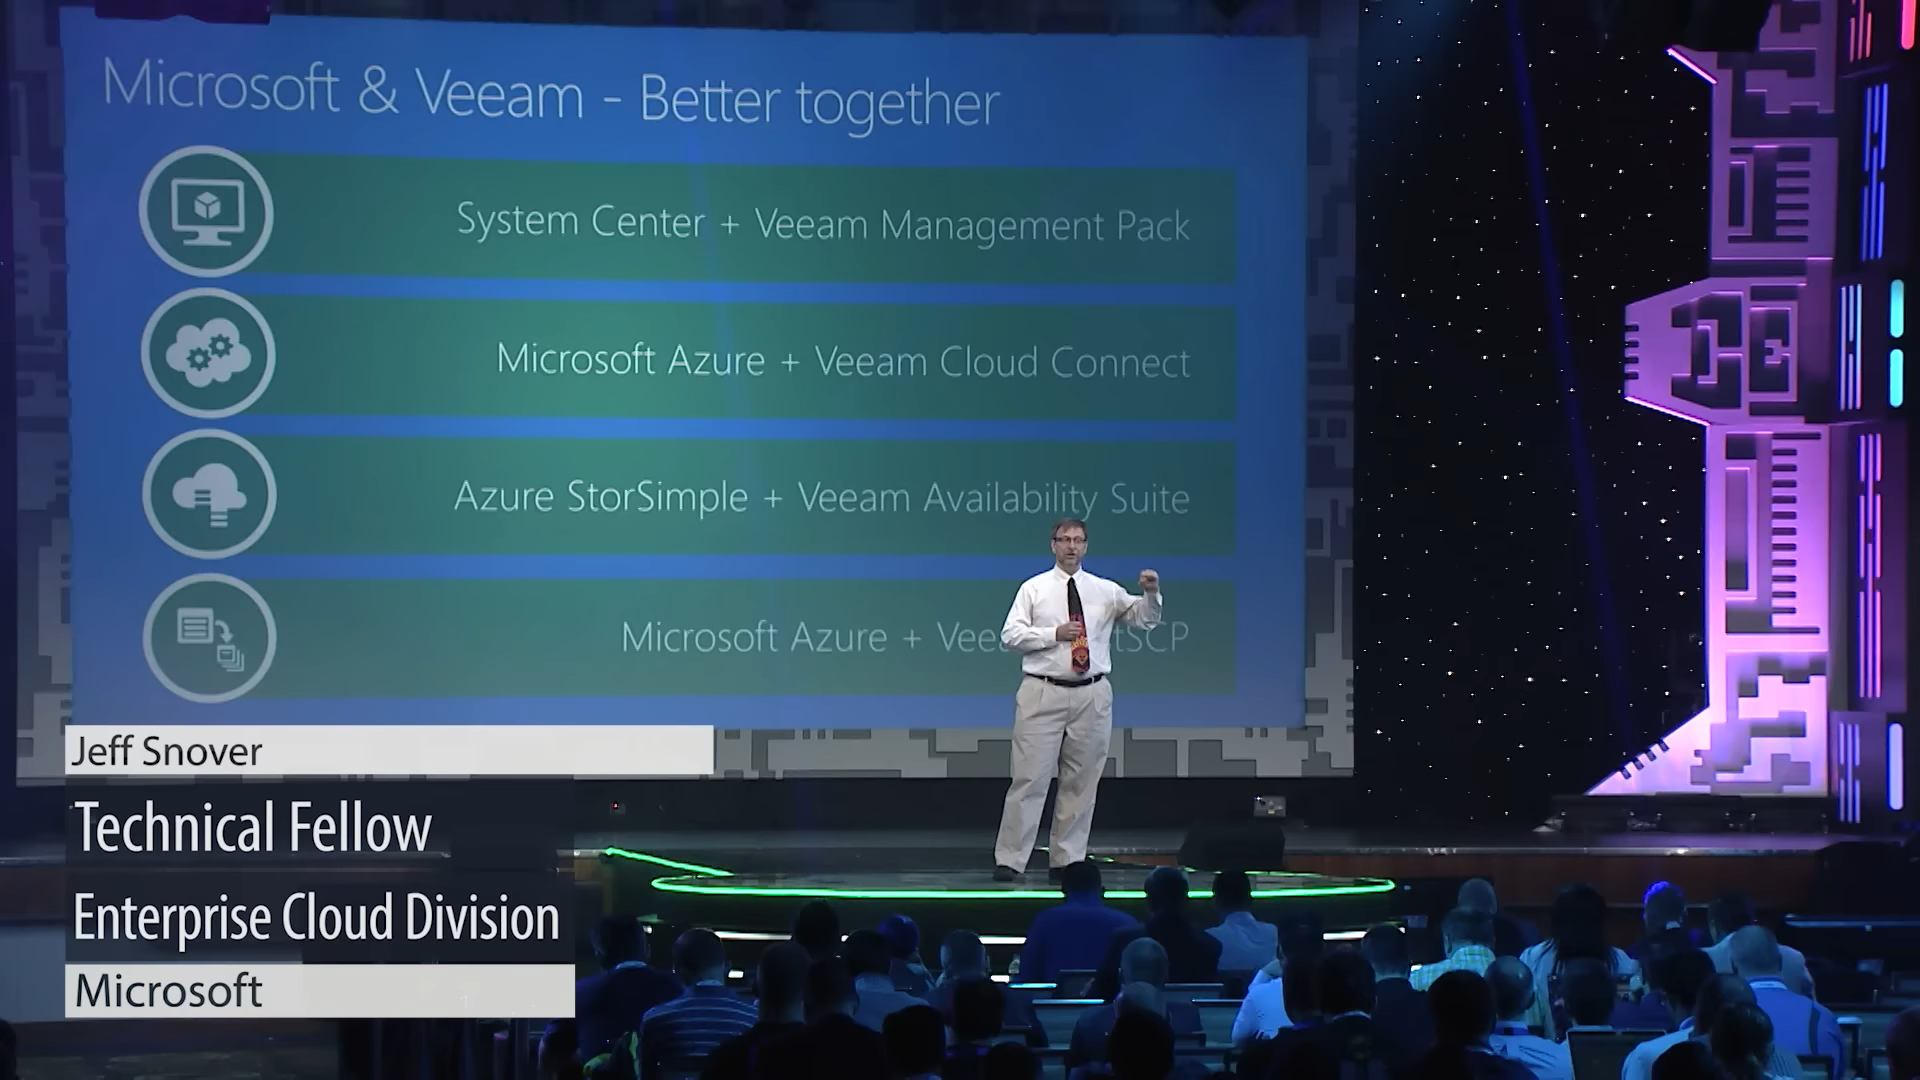 Microsoft & Veeam - Better together
System Center + Veeam Management Pack
Microsoft Azure + Veeam Cloud Connect
Azure StorSimple + Veeam Availability Suite
Microsoft Azure +
Jeff Snover
Technical Fellow
Enterprise Cloud Division
Microsoft